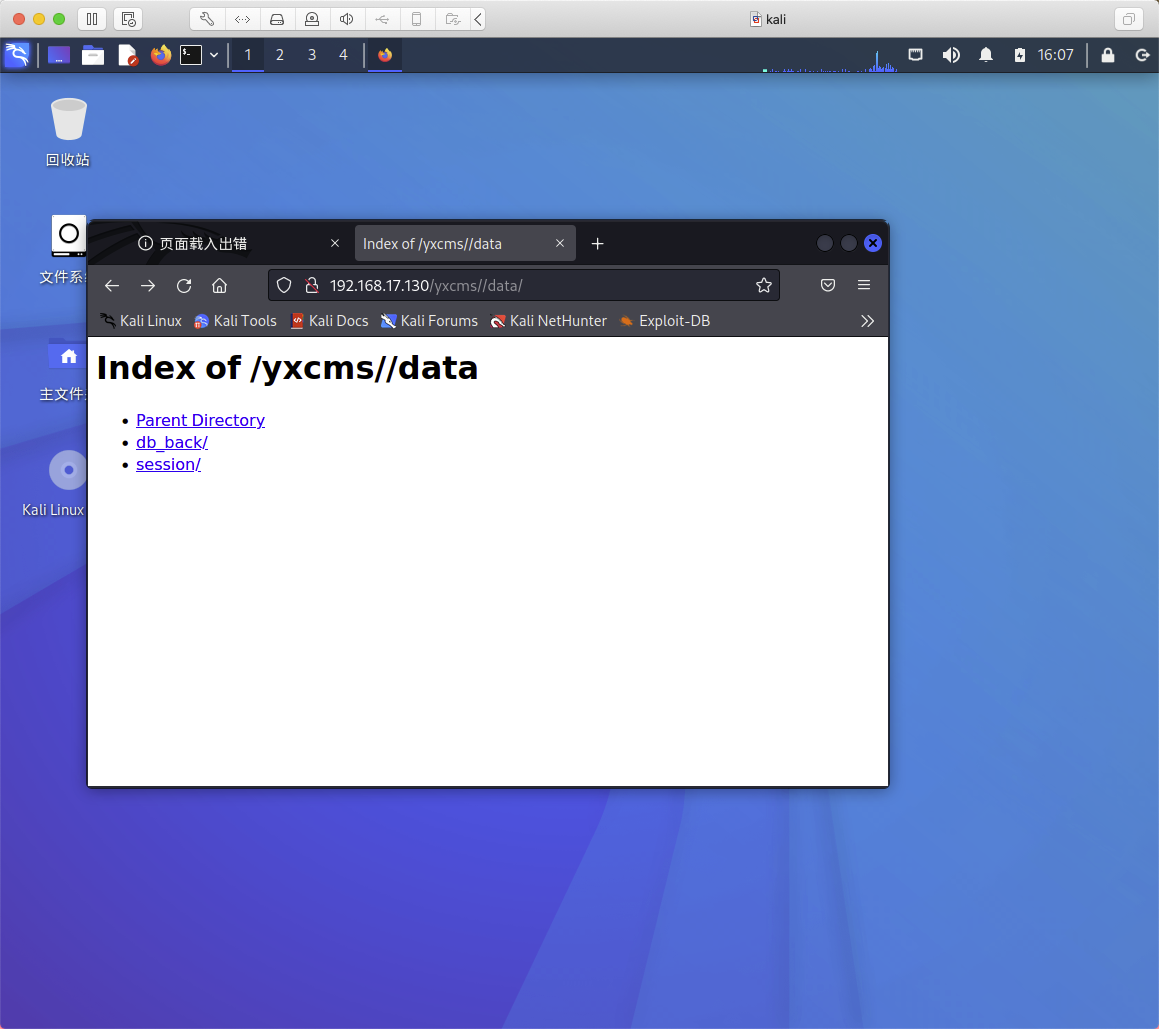 kali
1 2 3 4 16:07
回收站
文件系
主文件
Kali Linux
页面载入出错
Index of /yxcms//data
192.168.17.130/yxcms//data/
Kali Linux Kali Tools Kali Docs Kali Forums Kali NetHunter Exploit-DB
Index of /yxcms//data
Parent Directory
db_back/
session/